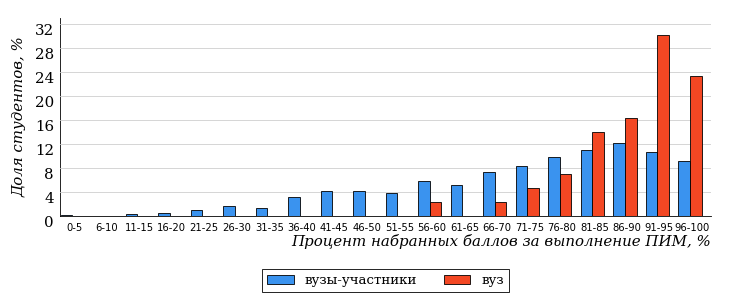 Доля студентов, %
32
28
24
20
16
12
8
4
0
0-5 6-10 11-15 16-20 21-25 26-30 31-35 36-40 41-45 46-50 51-55 56-60 61-65 66-70 71-75 76-80 81-85 86-90 91-95 96-100
Процент набранных баллов за выполнение ПИМ, %
вузы-участники вуз